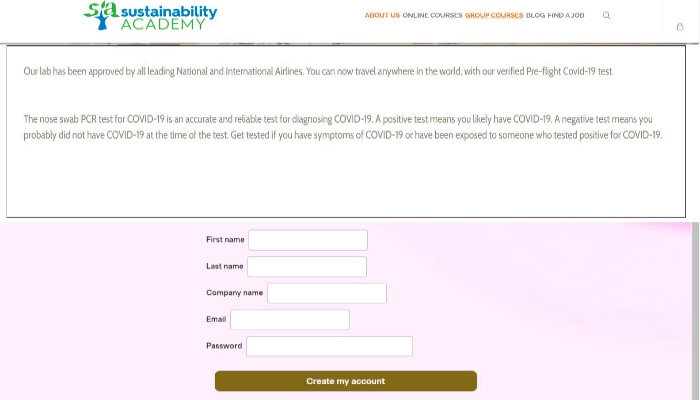 sa sustainability
ACADEMY
ABOUT US ONLINE COURSES GROUP COURSES BLOG FIND A JOB
Our lab has been approved by all leading National and International Airlines. You can now travel anywhere in the world, with our verified Pre-flight Covid-19 test.
The nose swab PCR test for COVID-19 is an accurate and reliable test for diagnosing COVID-19. A positive test means you likely have COVID-19. A negative test means you
probably did not have COVID-19 at the time of the test. Get tested if you have symptoms of COVID-19 or have been exposed to someone who tested positive for COVID-19.
First name
Last name
Company name
Email
Password
Create my account